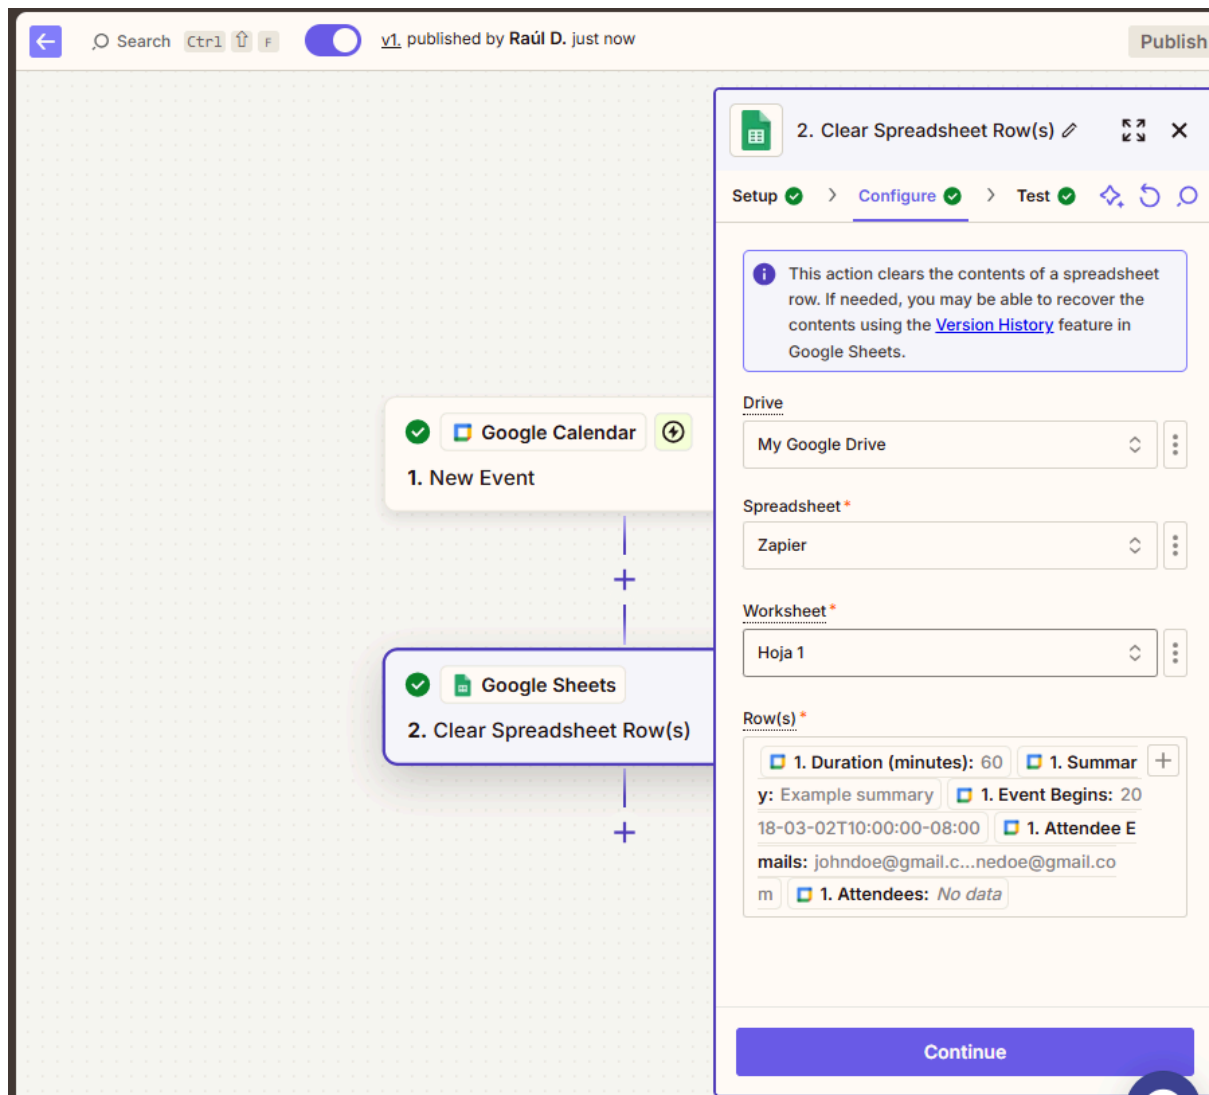 Search Ctrl ⇧ F v1. published by Raúl D. just now Publish
2. Clear Spreadsheet Row(s)
Setup > Configure > Test
This action clears the contents of a spreadsheet
row. If needed, you may be able to recover the
contents using the Version History feature in
Google Sheets.
Drive
My Google Drive
Spreadsheet*
Zapier
Worksheet*
Hoja 1
Row(s)*
1. Duration (minutes): 60 1. Summar
y: Example summary 1. Event Begins: 20
18-03-02T10:00:00-08:00 1. Attendee E
mails: johndoe@gmail.c...nedoe@gmail.co
m 1. Attendees: No data
Continue
Google Calendar
1. New Event
Google Sheets
2. Clear Spreadsheet Row(s)